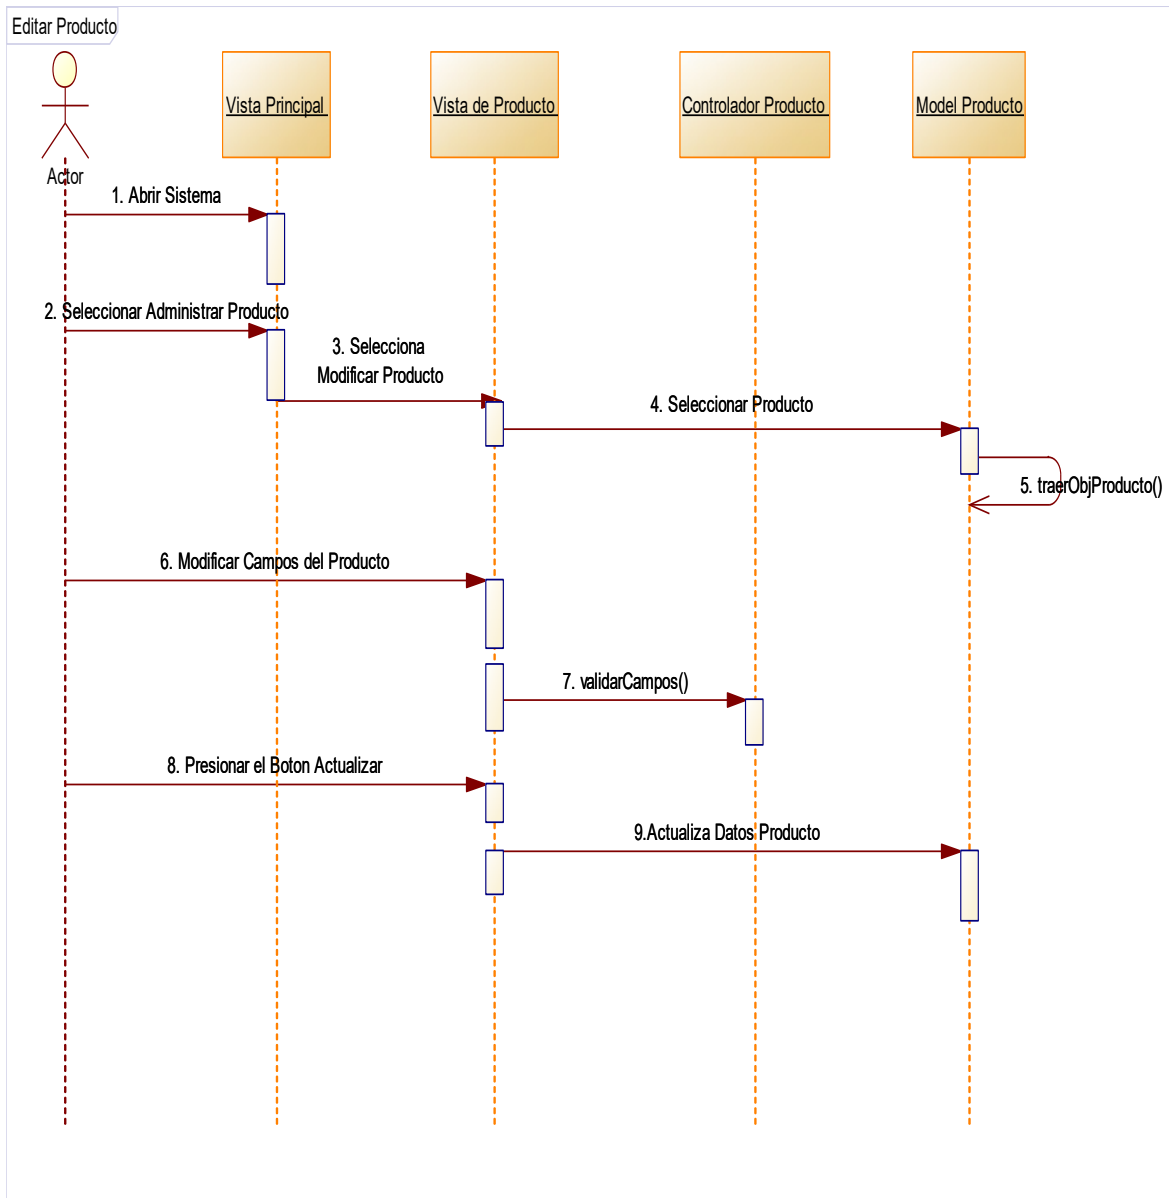 Editar Producto
Vista Principal
Vista de Producto
Controlador Producto
Model Producto
Actor
1. Abrir Sistema
2. Seleccionar Administrar Producto
3. Selecciona
Modificar Producto
4. Seleccionar Producto
5. traerObjProducto()
6. Modificar Campos del Producto
7. validarCampos()
8. Presionar el Boton Actualizar
9.Actualiza Datos Producto